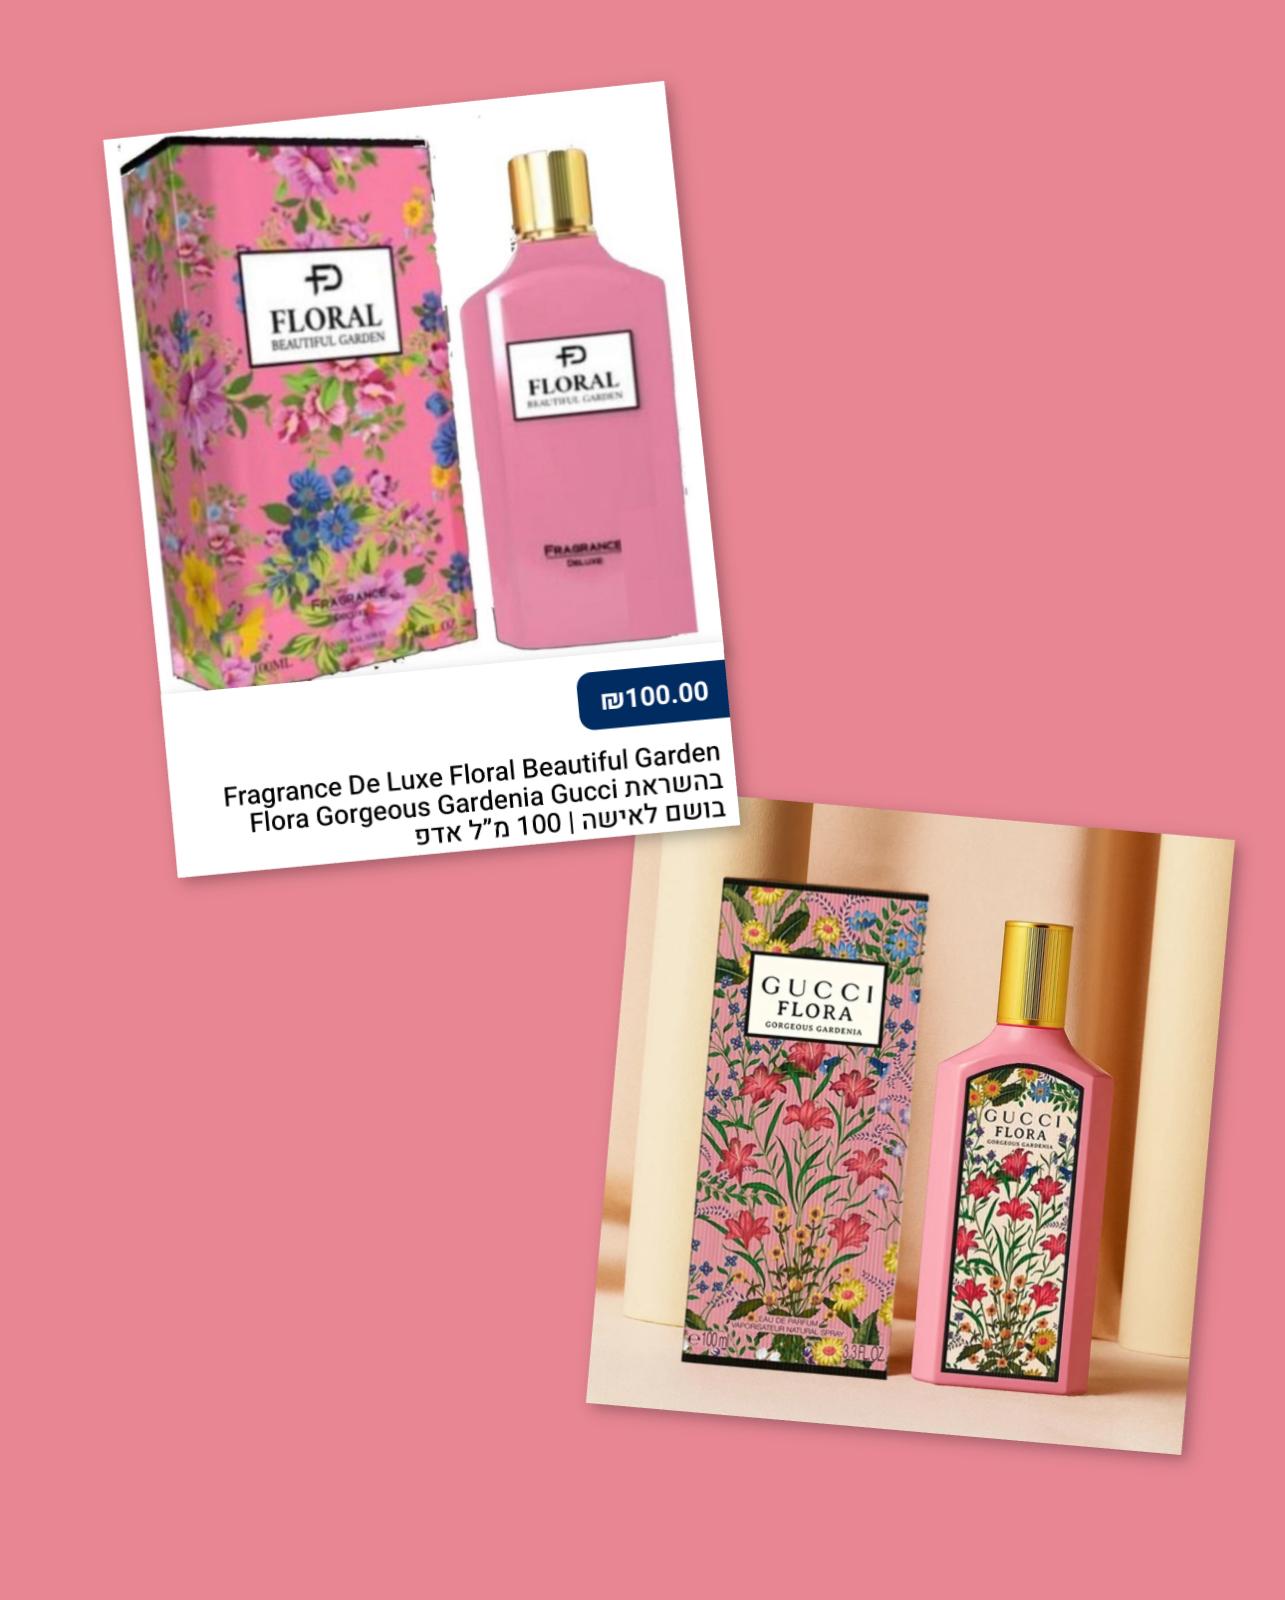 FD
FLORAL
BEAUTIFUL GARDEN
FD
FLORAL
BEAUTIFUL GARDEN
FRAGRANCE
DELUXE
FRAGRANCE
100ML
₪100.00
Fragrance De Luxe Floral Beautiful Garden
בהשראת Flora Gorgeous Gardenia Gucci
בושם לאישה | 100 מ"ל אדפ
GUCCI
FLORA
GORGEOUS GARDENIA
EAU DE PARFUM
VAPORISATEUR NATURAL SPRAY
e 100 ml 3.3 FL.OZ
GUCCI
FLORA
GORGEOUS GARDENIA